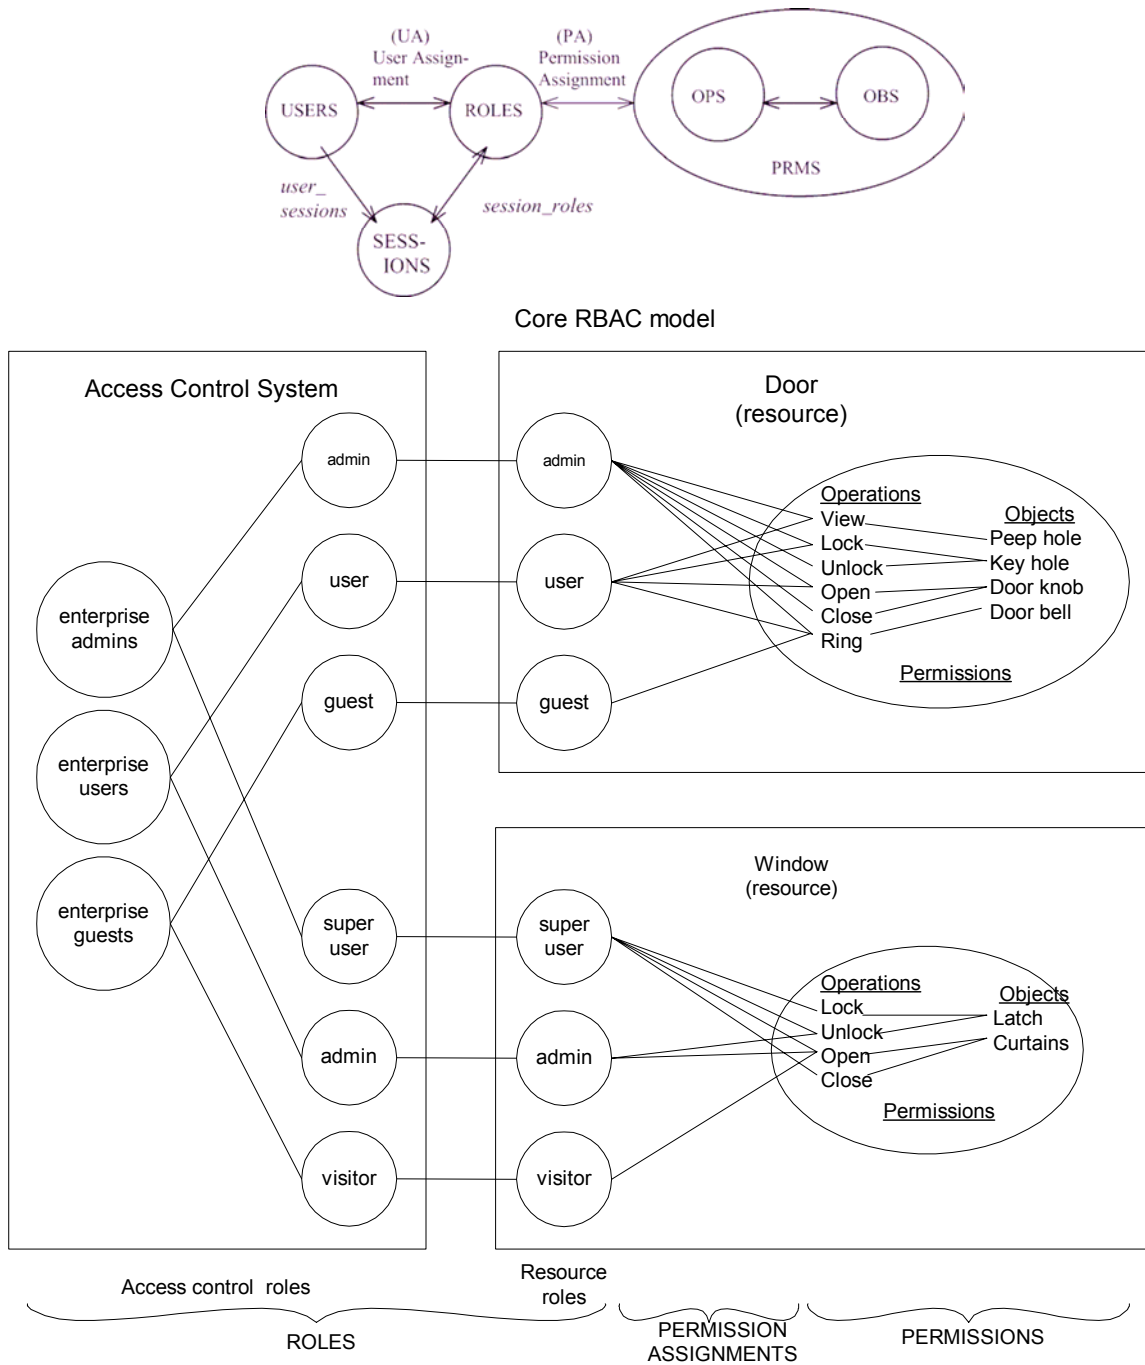 (UA)
User Assign-
ment
(PA)
Permission
Assignment
USERS
ROLES
OPS
OBS
PRMS
user_
sessions
session_roles
SESS-
IONS
Core RBAC model
Access Control System
admin
user
guest
enterprise
admins
enterprise
users
enterprise
guests
super
user
admin
visitor
Door
(resource)
admin
user
guest
Operations
View
Lock
Unlock
Open
Close
Ring
Objects
Peep hole
Key hole
Door knob
Door bell
Permissions
Window
(resource)
super
user
admin
visitor
Operations
Lock
Unlock
Open
Close
Objects
Latch
Curtains
Permissions
Access control roles
Resource
roles
ROLES
PERMISSION
ASSIGNMENTS
PERMISSIONS